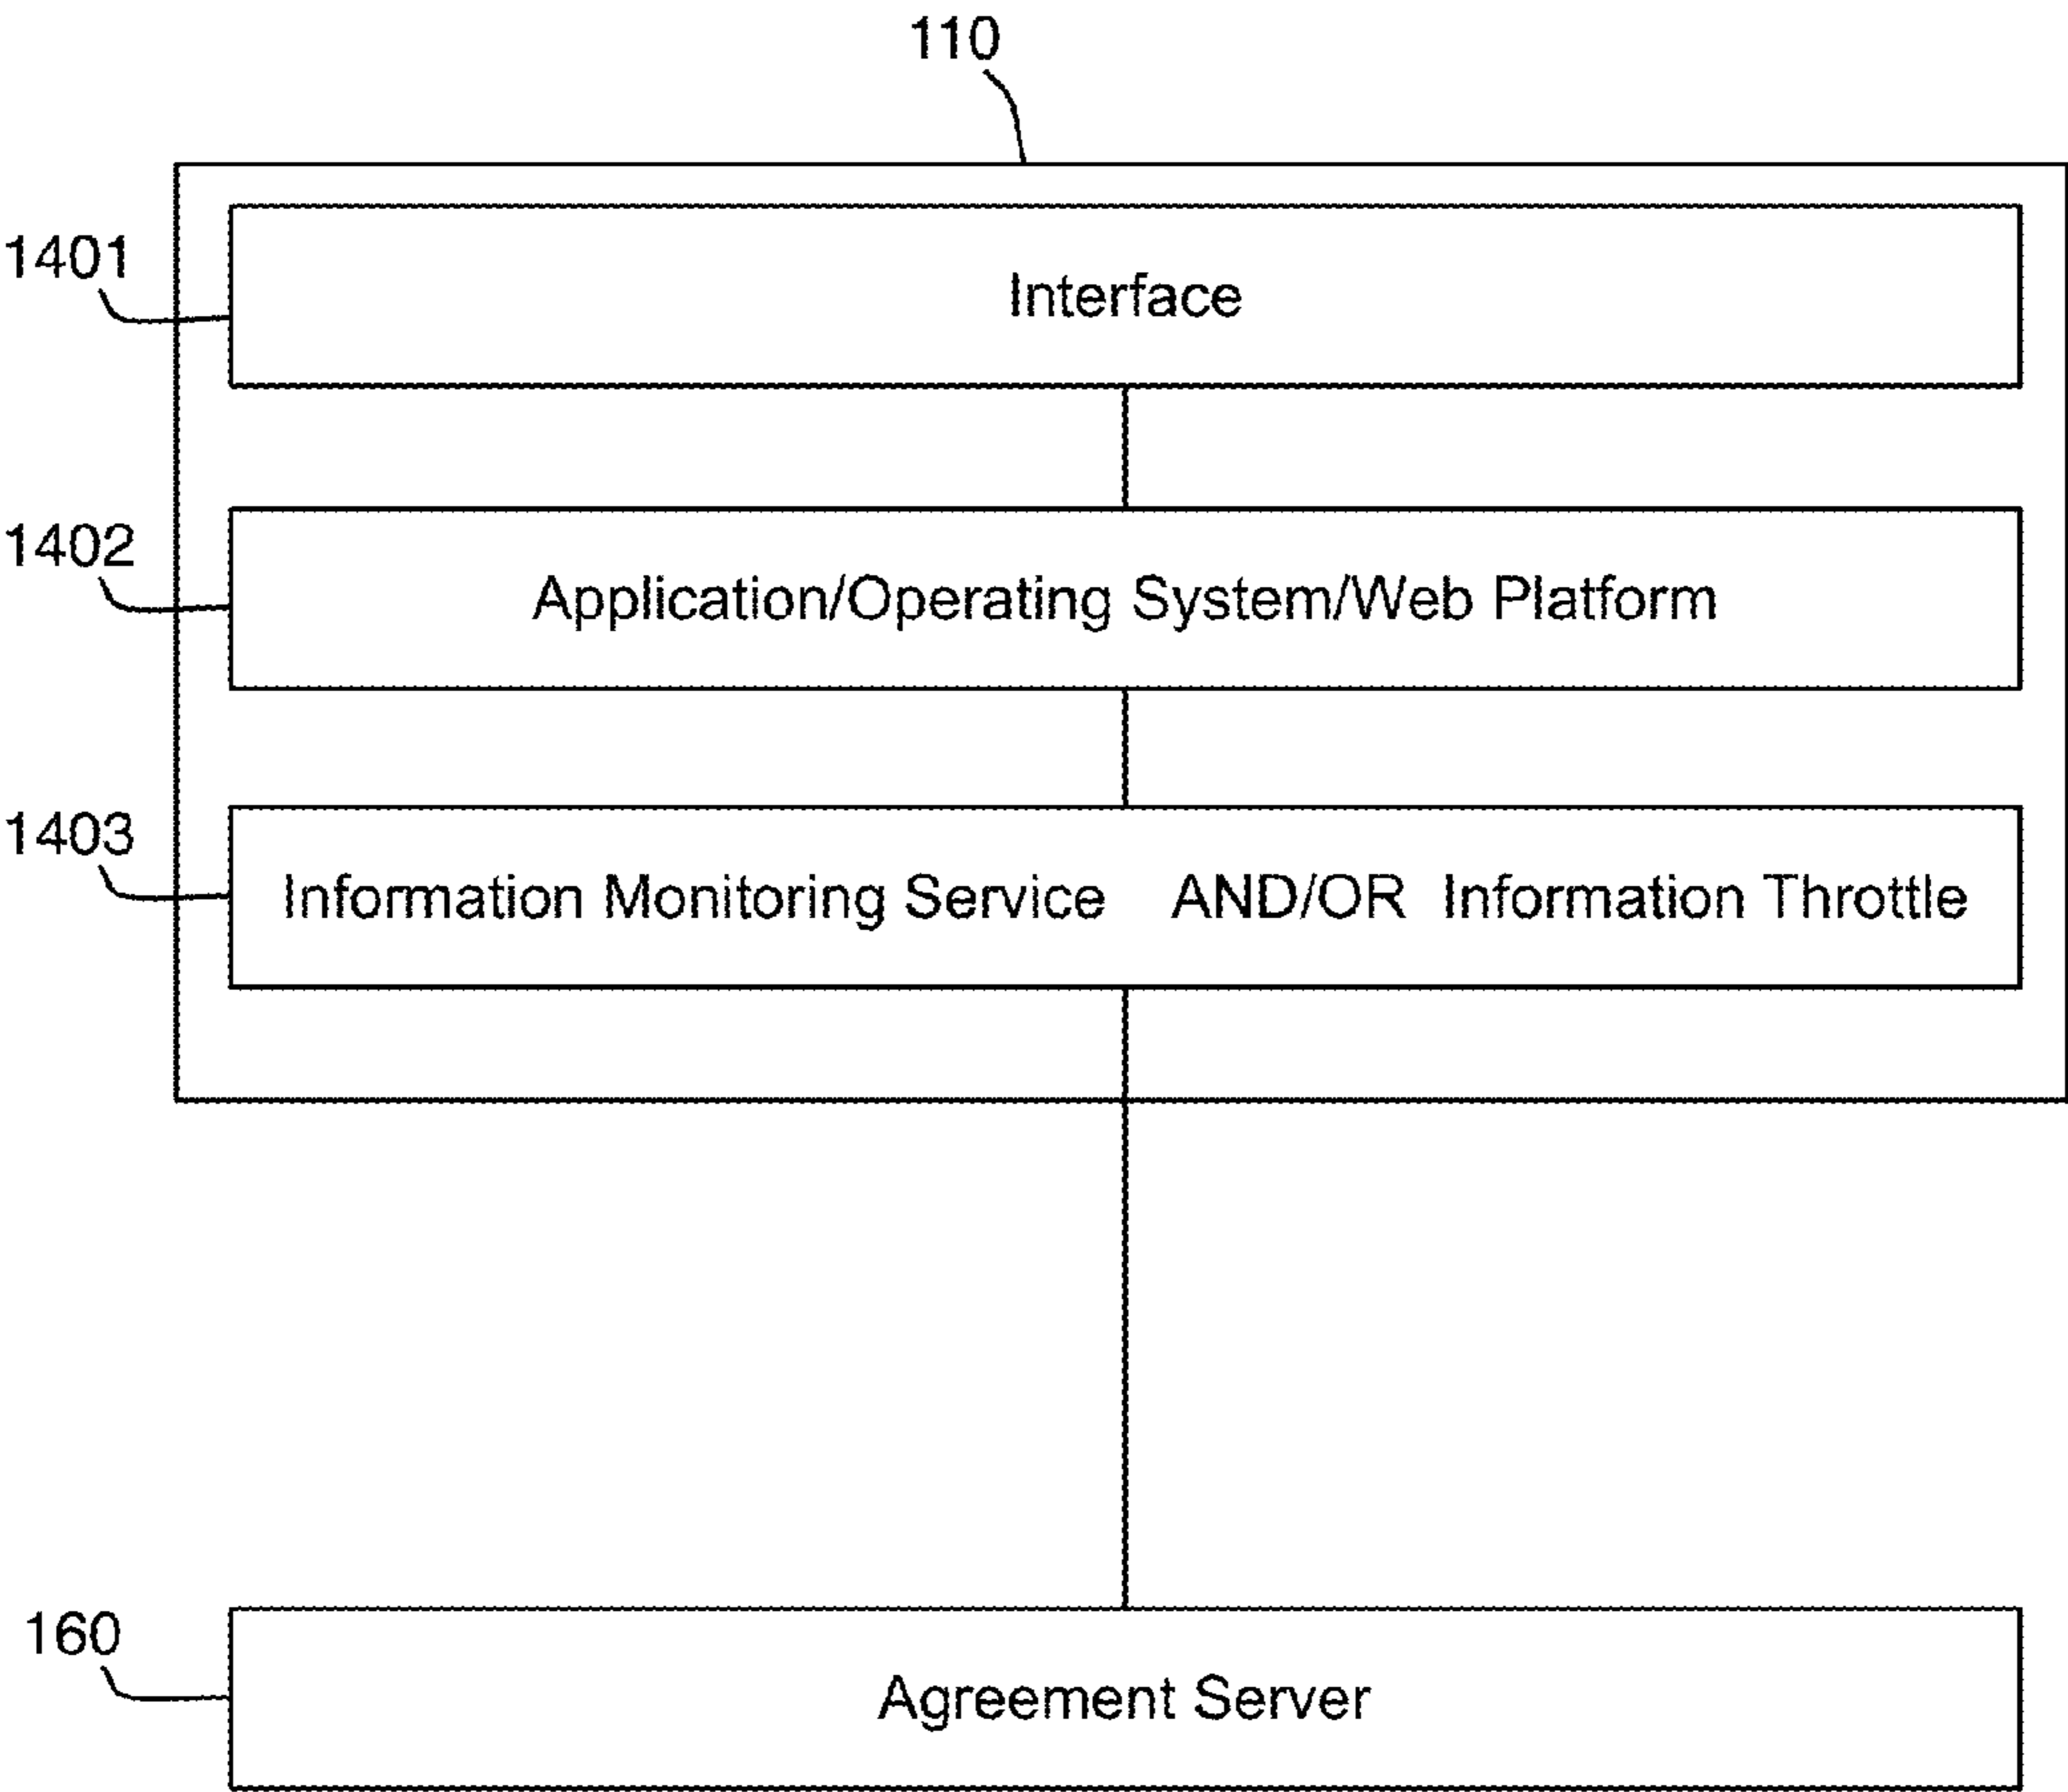 110
1401
Interface
1402
Application/Operating System/Web Platform
1403
Information Monitoring Service AND/OR Information Throttle
160
Agreement Server